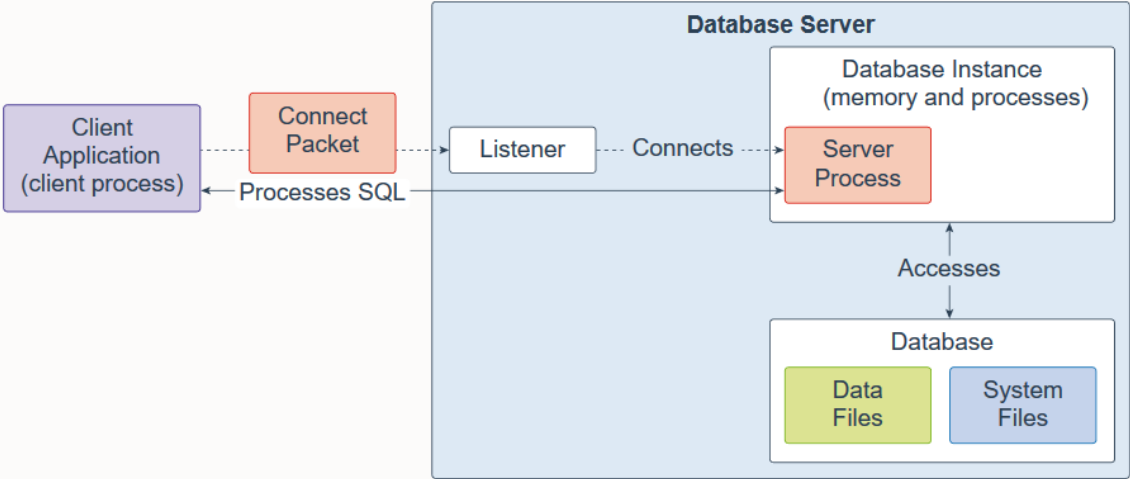 Database Server
Database Instance
(memory and processes)
Client
Application
(client process)
Connect
Packet
Listener
Connects
Server
Process
Processes SQL
Accesses
Database
Data
Files
System
Files